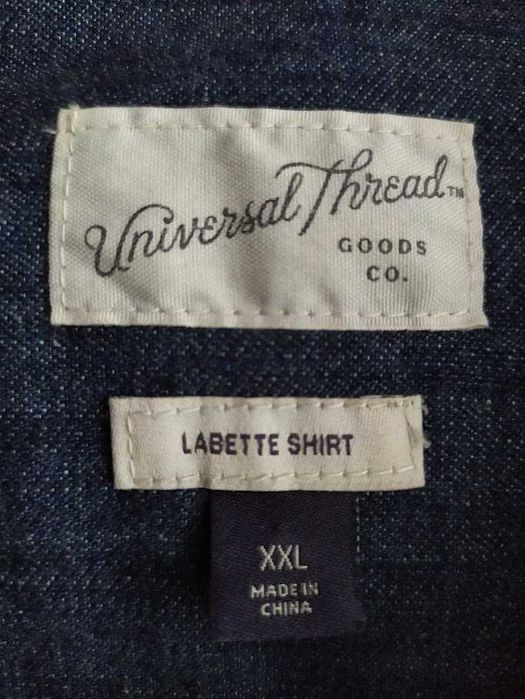 Universal Thread™
GOODS
CO.
LABETTE SHIRT
XXL
MADE IN
CHINA